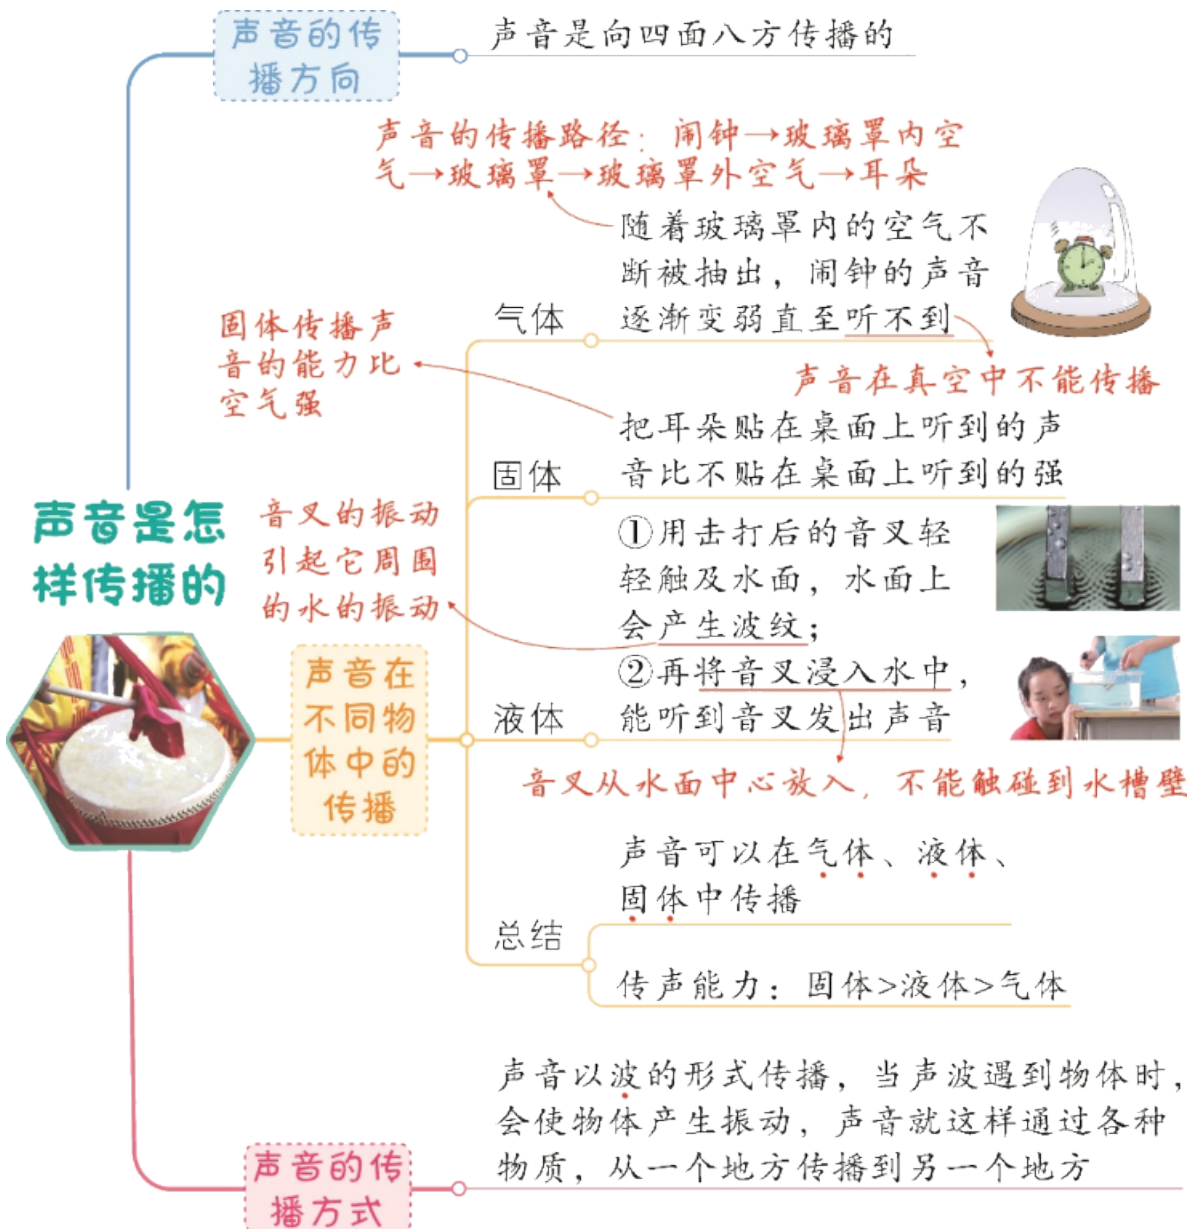 声音的传
播方向
声音是向四面八方传播的
声音的传播路径：闹钟→玻璃罩内空
气→玻璃罩→玻璃罩外空气→耳朵
随着玻璃罩内的空气不
断被抽出，闹钟的声音
逐渐变弱直至听不到
气体
声音在真空中不能传播
固体传播声
音的能力比
空气强
把耳朵贴在桌面上听到的声
音比不贴在桌面上听到的强
固体
声音是怎
样传播的
音叉的振动
引起它周围
的水的振动
①用击打后的音叉轻
轻触及水面，水面上
会产生波纹；
②再将音叉浸入水中，
能听到音叉发出声音
液体
声音在
不同物
体中的
传播
音叉从水面中心放入，不能触碰到水槽壁
声音可以在气体、液体、
固体中传播
总结
传声能力：固体>液体>气体
声音以波的形式传播，当声波遇到物体时，
会使物体产生振动，声音就这样通过各种
物质，从一个地方传播到另一个地方
声音的传
播方式